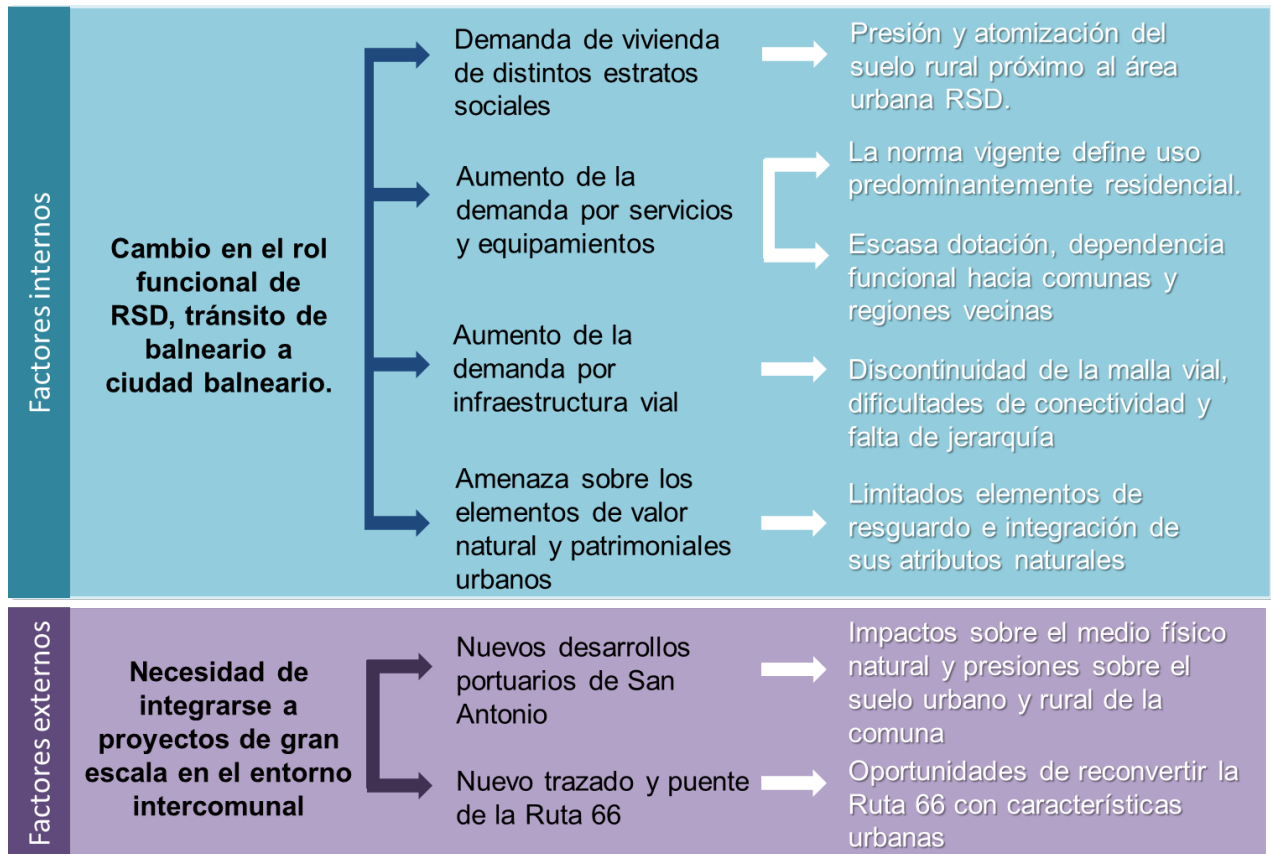 Factores internos
Cambio en el rol
funcional de
RSD, tránsito de
balneario a
ciudad balneario.
Demanda de vivienda
de distintos estratos
sociales
Presión y atomización del
suelo rural próximo al área
urbana RSD.
Aumento de la
demanda por servicios
y equipamientos
La norma vigente define uso
predominantemente residencial.
Escasa dotación, dependencia
funcional hacia comunas y
regiones vecinas
Aumento de la
demanda por
infraestructura vial
Discontinuidad de la malla vial,
dificultades de conectividad y
falta de jerarquía
Amenaza sobre los
elementos de valor
natural y patrimoniales
urbanos
Limitados elementos de
resguardo e integración de
sus atributos naturales
Factores externos
Necesidad de
integrarse a
proyectos de gran
escala en el entorno
intercomunal
Nuevos desarrollos
portuarios de San
Antonio
Impactos sobre el medio físico
natural y presiones sobre el
suelo urbano y rural de la
comuna
Nuevo trazado y puente
de la Ruta 66
Oportunidades de reconvertir la
Ruta 66 con características
urbanas